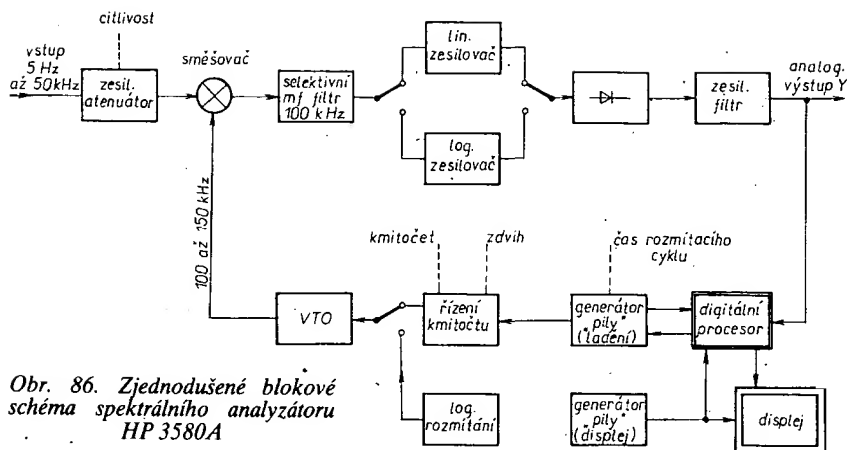 citlivost
vstup
5 Hz
až 50kHz
zesil.
atenuátor
směšovač
selektivní
mf filtr
100 kHz
lin.
zesilovač
log.
zesilovač
zesil.
filtr
analog.
výstup Y
100 až 150 kHz
kmitočet
zdvih
čas rozmítacího
cyklu
VTO
řízení
kmitočtu
generátor
"pily"
(ladění)
digitální
procesor
log.
rozmítání
generátor
"pily"
(displej)
displej
Obr. 86. Zjednodušené blokové
schéma spektrálního analyzátoru
HP 3580A